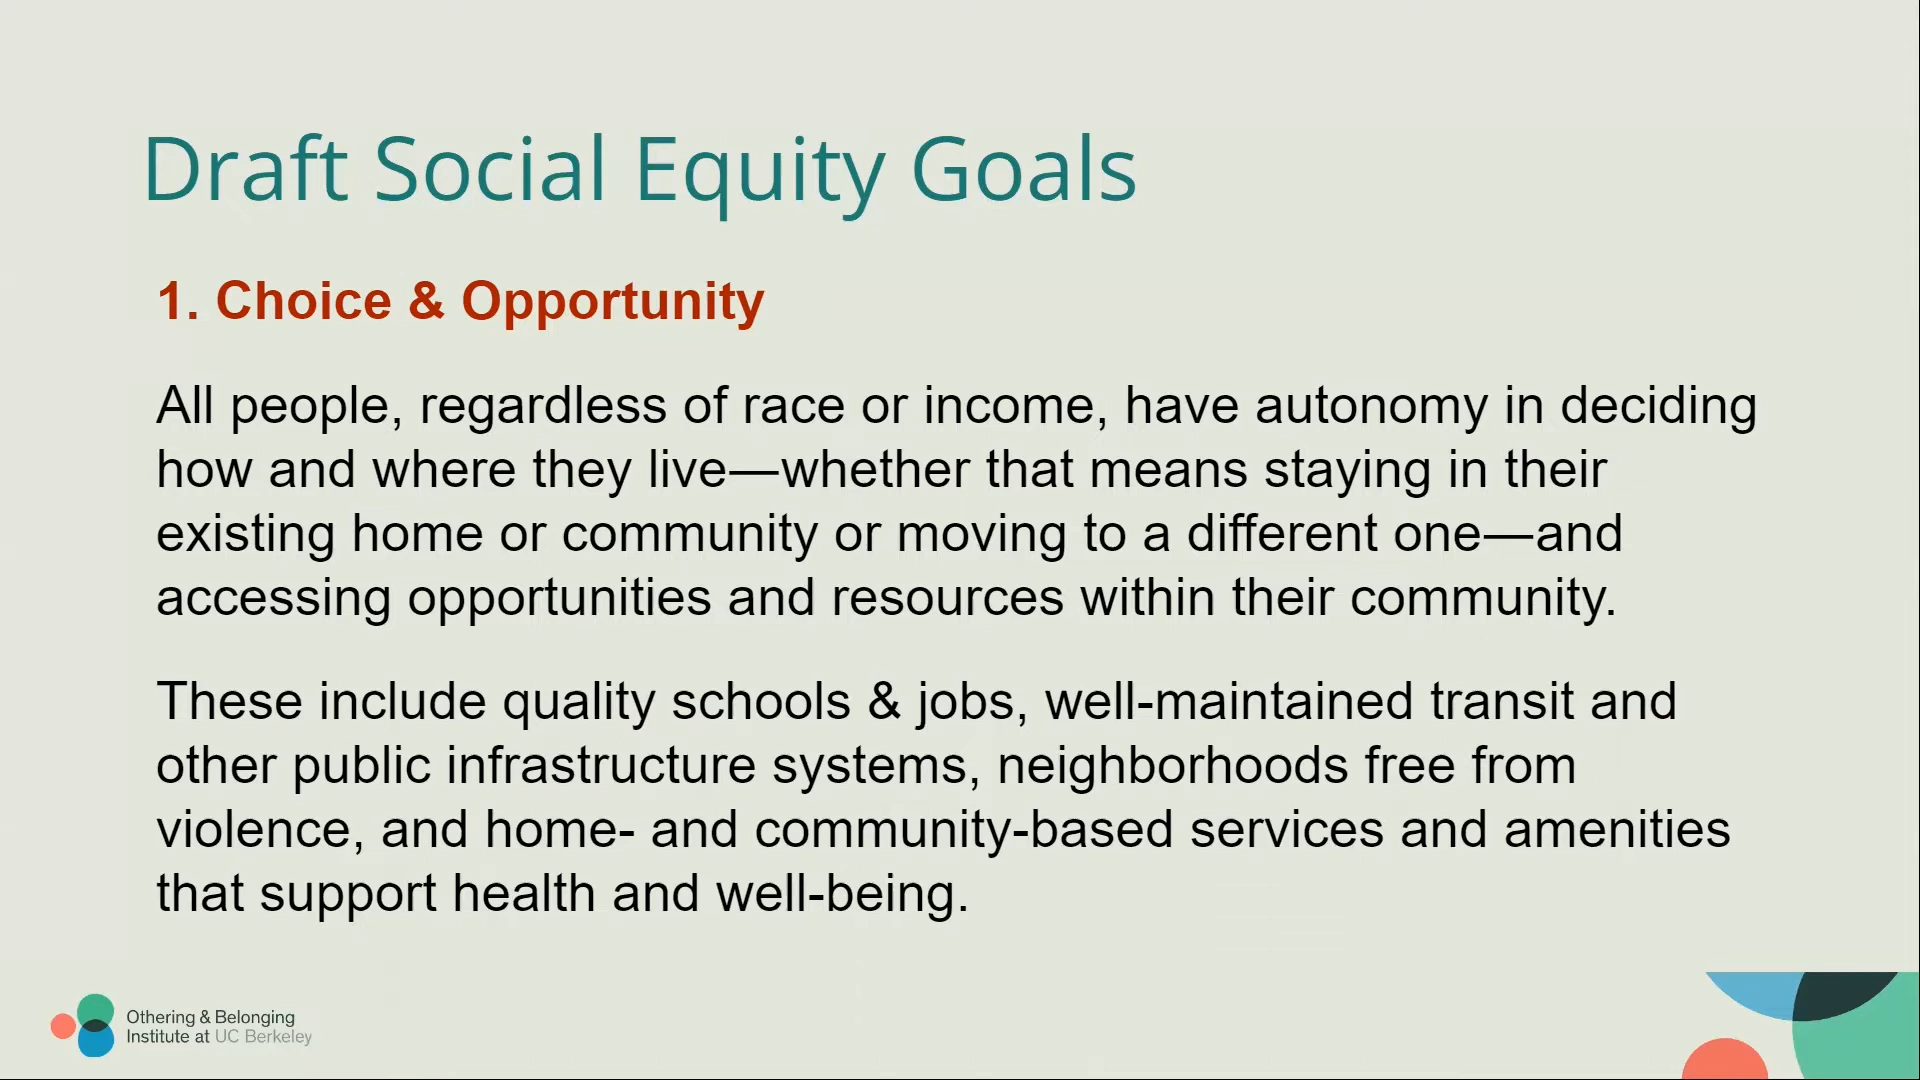 Draft Social Equity Goals
1. Choice & Opportunity
All people, regardless of race or income, have autonomy in deciding
how and where they live—whether that means staying in their
existing home or community or moving to a different one—and
accessing opportunities and resources within their community.
These include quality schools & jobs, well-maintained transit and
other public infrastructure systems, neighborhoods free from
violence, and home- and community-based services and amenities
that support health and well-being.
Othering & Belonging
Institute at UC Berkeley